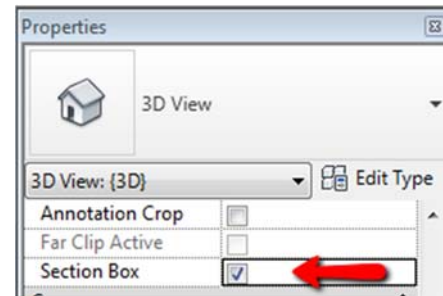 Properties
3D View
3D View: {3D}
Edit Type
Annotation Crop
Far Clip Active
Section Box